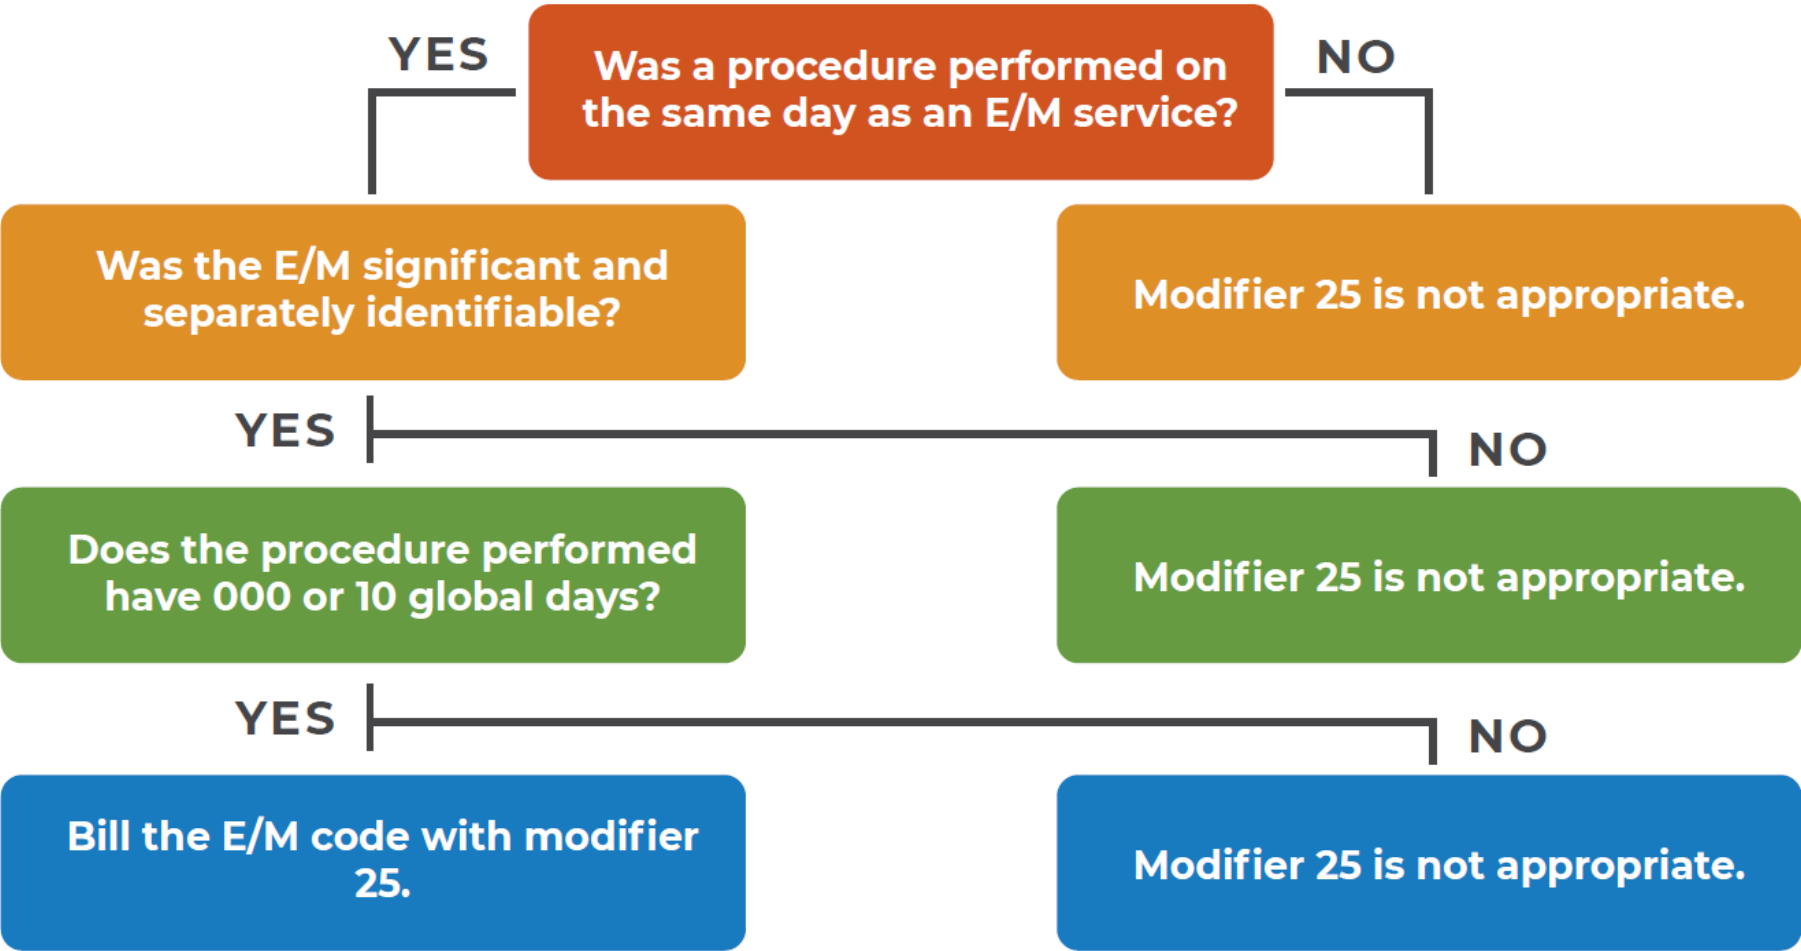 YES
Was a procedure performed on
the same day as an E/M service?
NO
Was the E/M significant and
separately identifiable?
Modifier 25 is not appropriate.
YES
NO
Does the procedure performed
have 000 or 10 global days?
Modifier 25 is not appropriate.
YES
NO
Bill the E/M code with modifier
25.
Modifier 25 is not appropriate.